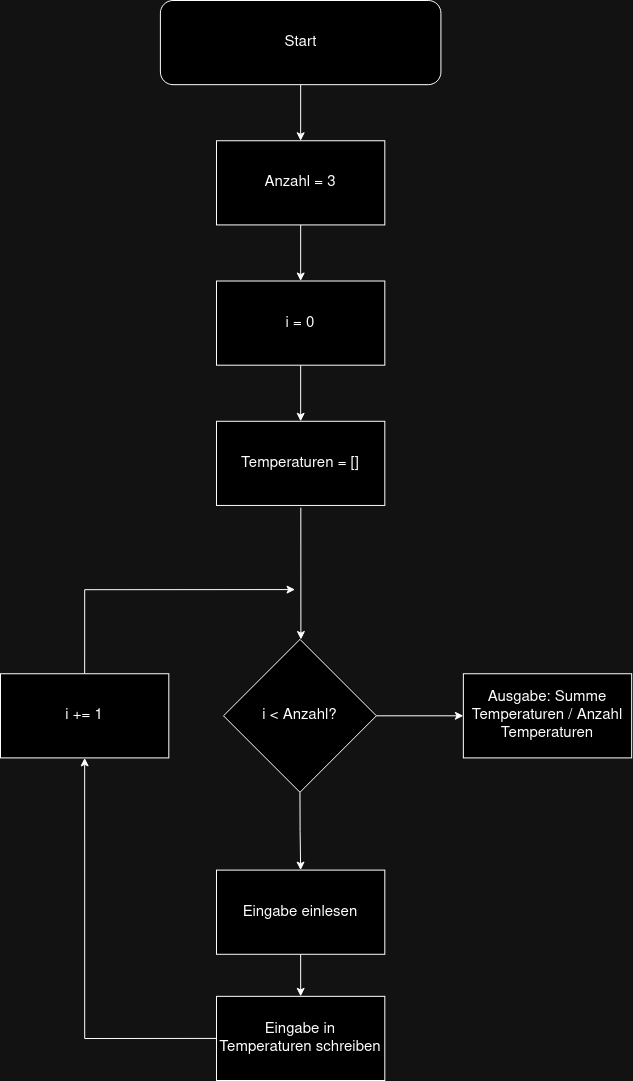 Start
Anzahl = 3
i = 0
Temperaturen = []
i += 1
i < Anzahl?
Ausgabe: Summe
Temperaturen / Anzahl
Temperaturen
Eingabe einlesen
Eingabe in
Temperaturen schreiben